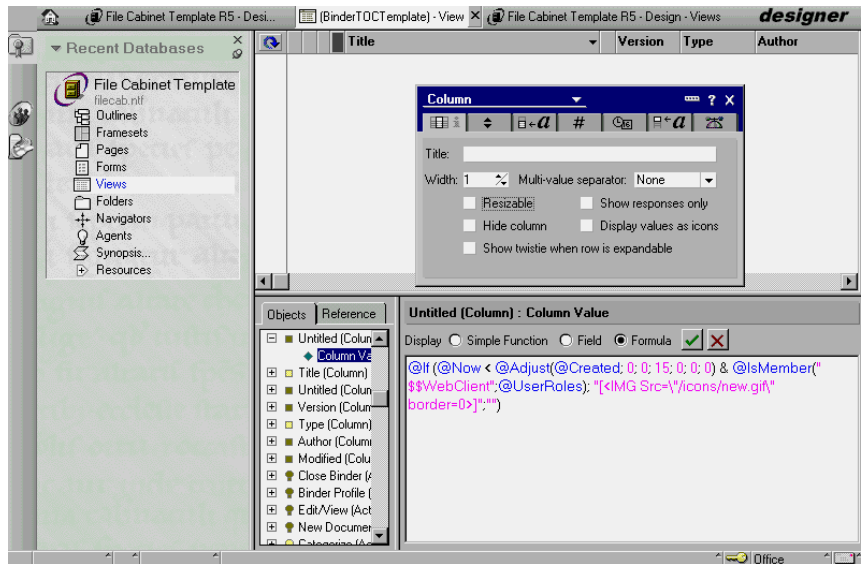 File Cabinet Template R5 - Desi...
(BinderTOCTemplate) - View
File Cabinet Template R5 - Design - Views
designer
Recent Databases
File Cabinet Template
filecab.ntf
Outlines
Framesets
Pages
Forms
Views
Folders
Navigators
Agents
Synopsis...
Resources
Title
Version
Type
Author
Column
Title:
Width: 1
Multi-value separator: None
Resizable
Show responses only
Hide column
Display values as icons
Show twistie when row is expandable
Objects
Reference
Untitled (Colun
Column Va
Title (Column)
Untitled (Colun
Version (Colum
Type (Column)
Author (Column
Modified (Colu
Close Binder (A
Binder Profile (
Edit/View (Act
New Documen
Categorize (Ac
Untitled (Column) : Column Value
Display Simple Function Field Formula
@If (@Now < @Adjust(@Created; 0; 0; 15; 0; 0; 0) & @IsMember("
$$WebClient";@UserRoles); "[<IMG Src=\"/icons/new.gif\"
border=0>]";"")
Office